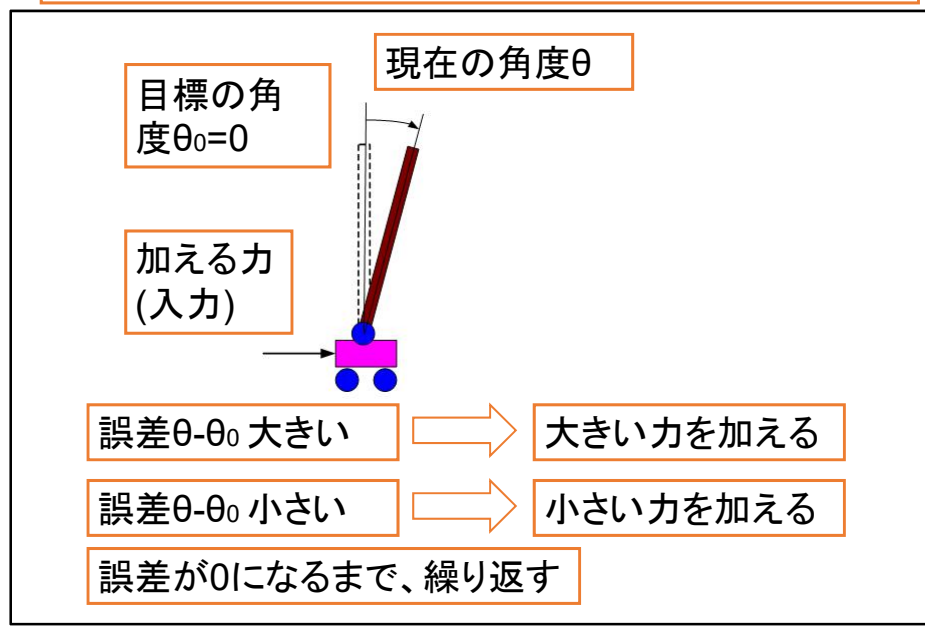 現在の角度θ
目標の角
度θ0=0
加える力
(入力)
誤差θ-θ0 大きい
大きい力を加える
誤差θ-θ0 小さい
小さい力を加える
誤差が0になるまで、繰り返す